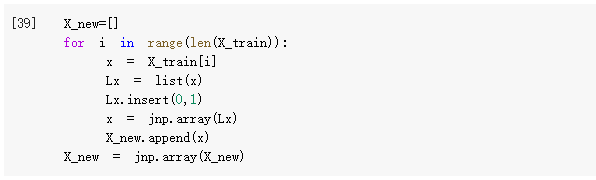 [39] X_new=[]
for i in range(len(X_train)):
x = X_train[i]
Lx = list(x)
Lx.insert(0,1)
x = jnp.array(Lx)
X_new.append(x)
X_new = jnp.array(X_new)